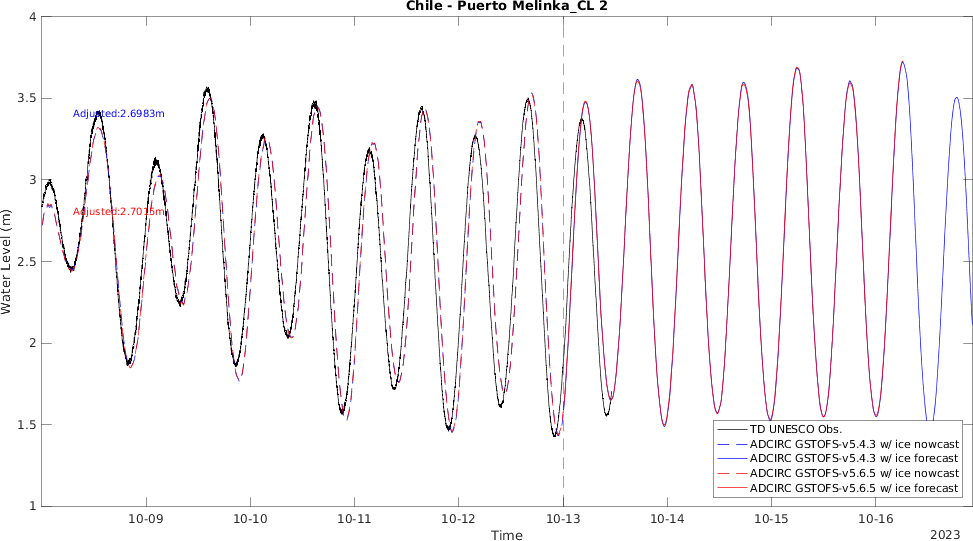 Chile - Puerto Melinka_CL 2
4
3.5
3
2.5
2
1.5
1
Water Level (m)
Adjusted:2.6983m
Adjusted:2.7015m
TD UNESCO Obs.
ADCIRC GSTOFS-v5.4.3 w/ ice nowcast
ADCIRC GSTOFS-v5.4.3 w/ ice forecast
ADCIRC GSTOFS-v5.6.5 w/ ice nowcast
ADCIRC GSTOFS-v5.6.5 w/ ice forecast
10-09 10-10 10-11 10-12 10-13 10-14 10-15 10-16
Time
2023